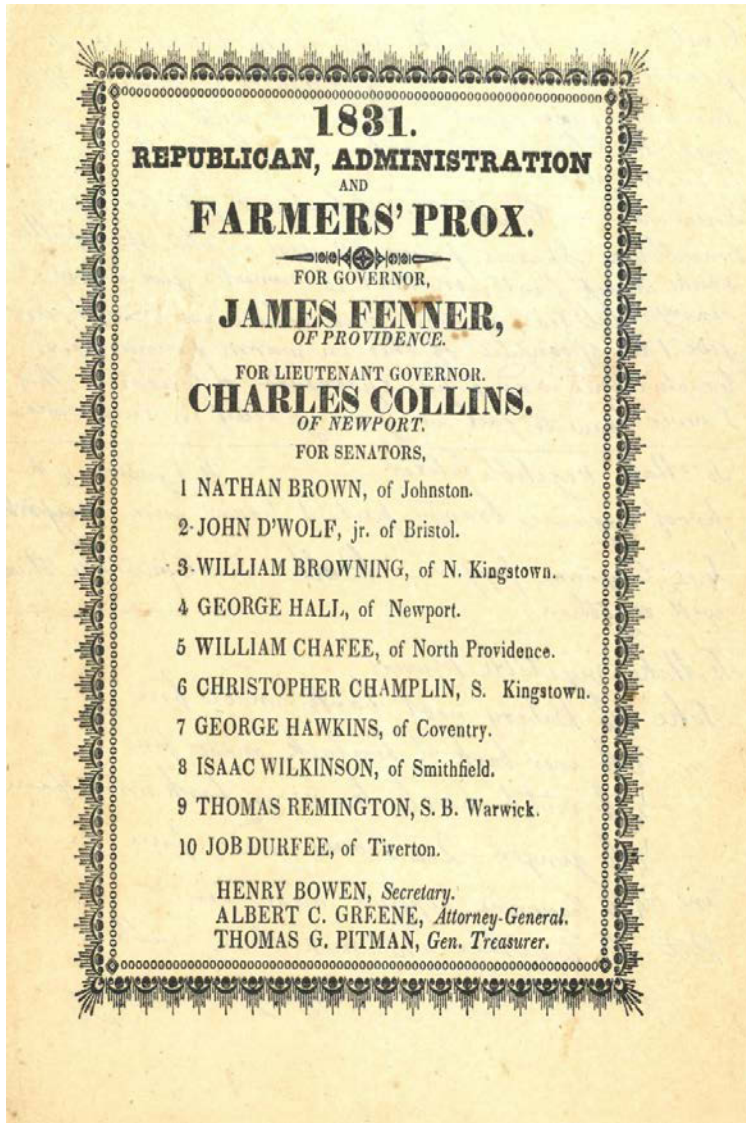 1831.
REPUBLICAN, ADMINISTRATION
AND
FARMERS' PROX.
FOR GOVERNOR,
JAMES FENNER,
OF PROVIDENCE.
FOR LIEUTENANT GOVERNOR.
CHARLES COLLINS.
OF NEWPORT.
FOR SENATORS,
1 NATHAN BROWN, of Johnston.
2 JOHN D'WOLF, jr. of Bristol.
3 WILLIAM BROWNING, of N. Kingstown.
4 GEORGE HALL, of Newport.
5 WILLIAM CHAFEE, of North Providence.
6 CHRISTOPHER CHAMPLIN, S. Kingstown.
7 GEORGE HAWKINS, of Coventry.
8 ISAAC WILKINSON, of Smithfield.
9 THOMAS REMINGTON, S. B. Warwick.
10 JOB DURFEE, of Tiverton.
HENRY BOWEN, Secretary.
ALBERT C. GREENE, Attorney-General.
THOMAS G. PITMAN, Gen. Treasurer.